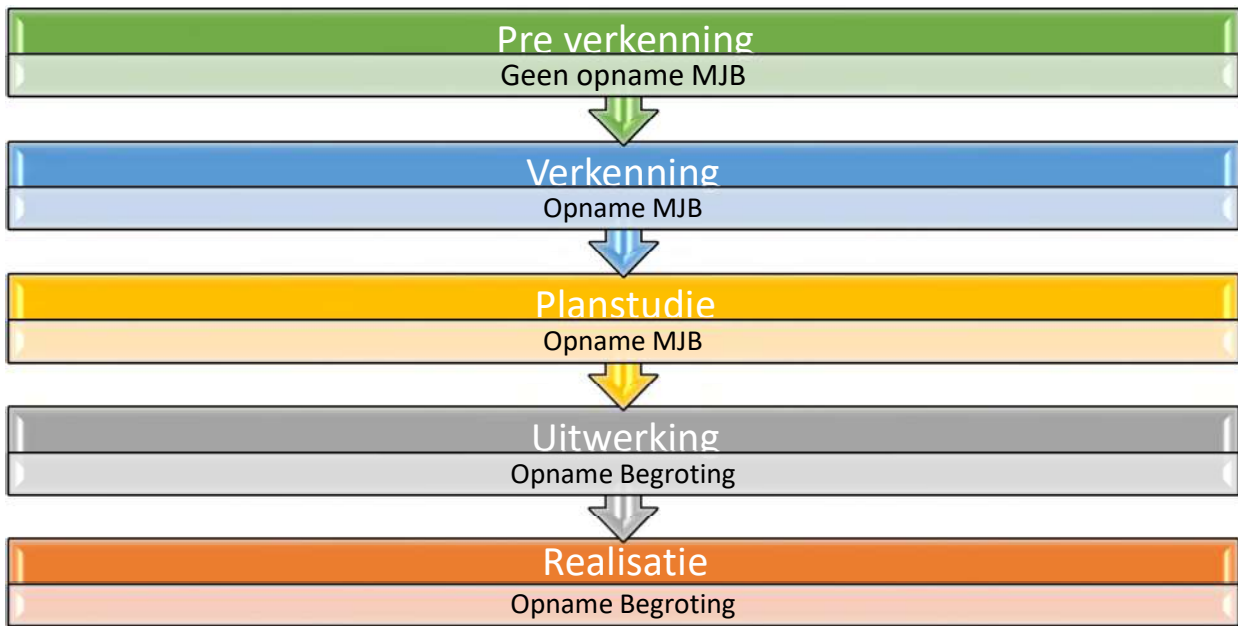 Pre verkenning
Geen opname MJB
Verkenning
Opname MJB
Planstudie
Opname MJB
Uitwerking
Opname Begroting
Realisatie
Opname Begroting